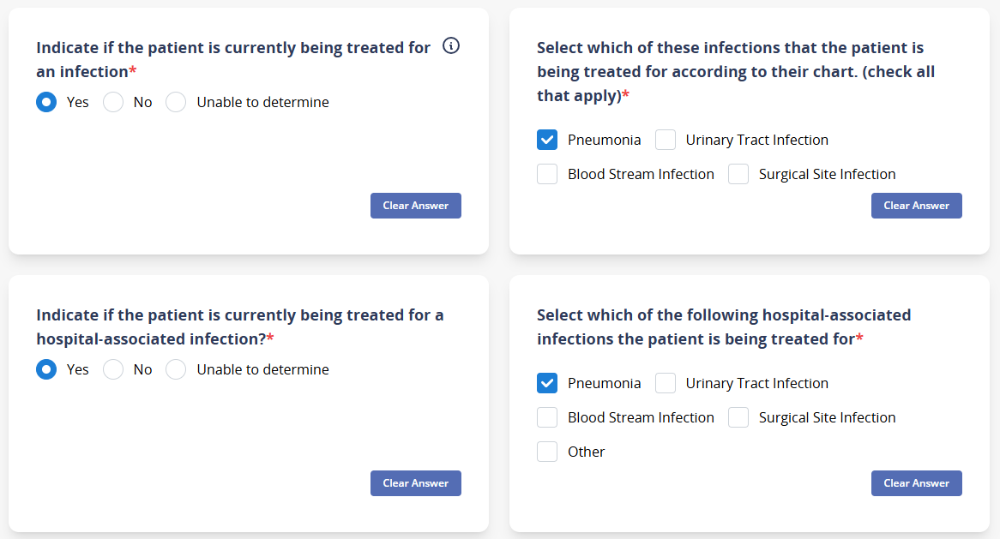 Indicate if the patient is currently being treated for
an infection*
Yes No Unable to determine
Clear Answer
Select which of these infections that the patient is
being treated for according to their chart. (check all
that apply)*
Pneumonia Urinary Tract Infection
Blood Stream Infection Surgical Site Infection
Clear Answer
Indicate if the patient is currently being treated for a
hospital-associated infection?*
Yes No Unable to determine
Clear Answer
Select which of the following hospital-associated
infections the patient is being treated for*
Pneumonia Urinary Tract Infection
Blood Stream Infection Surgical Site Infection
Other
Clear Answer